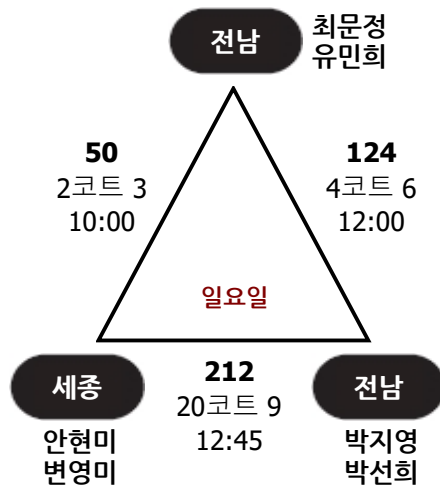 전남
최문정
유민희
50
2코트 3
10:00
124
4코트 6
12:00
일요일
세종
안현미
변영미
212
20코트 9
12:45
전남
박지영
박선희